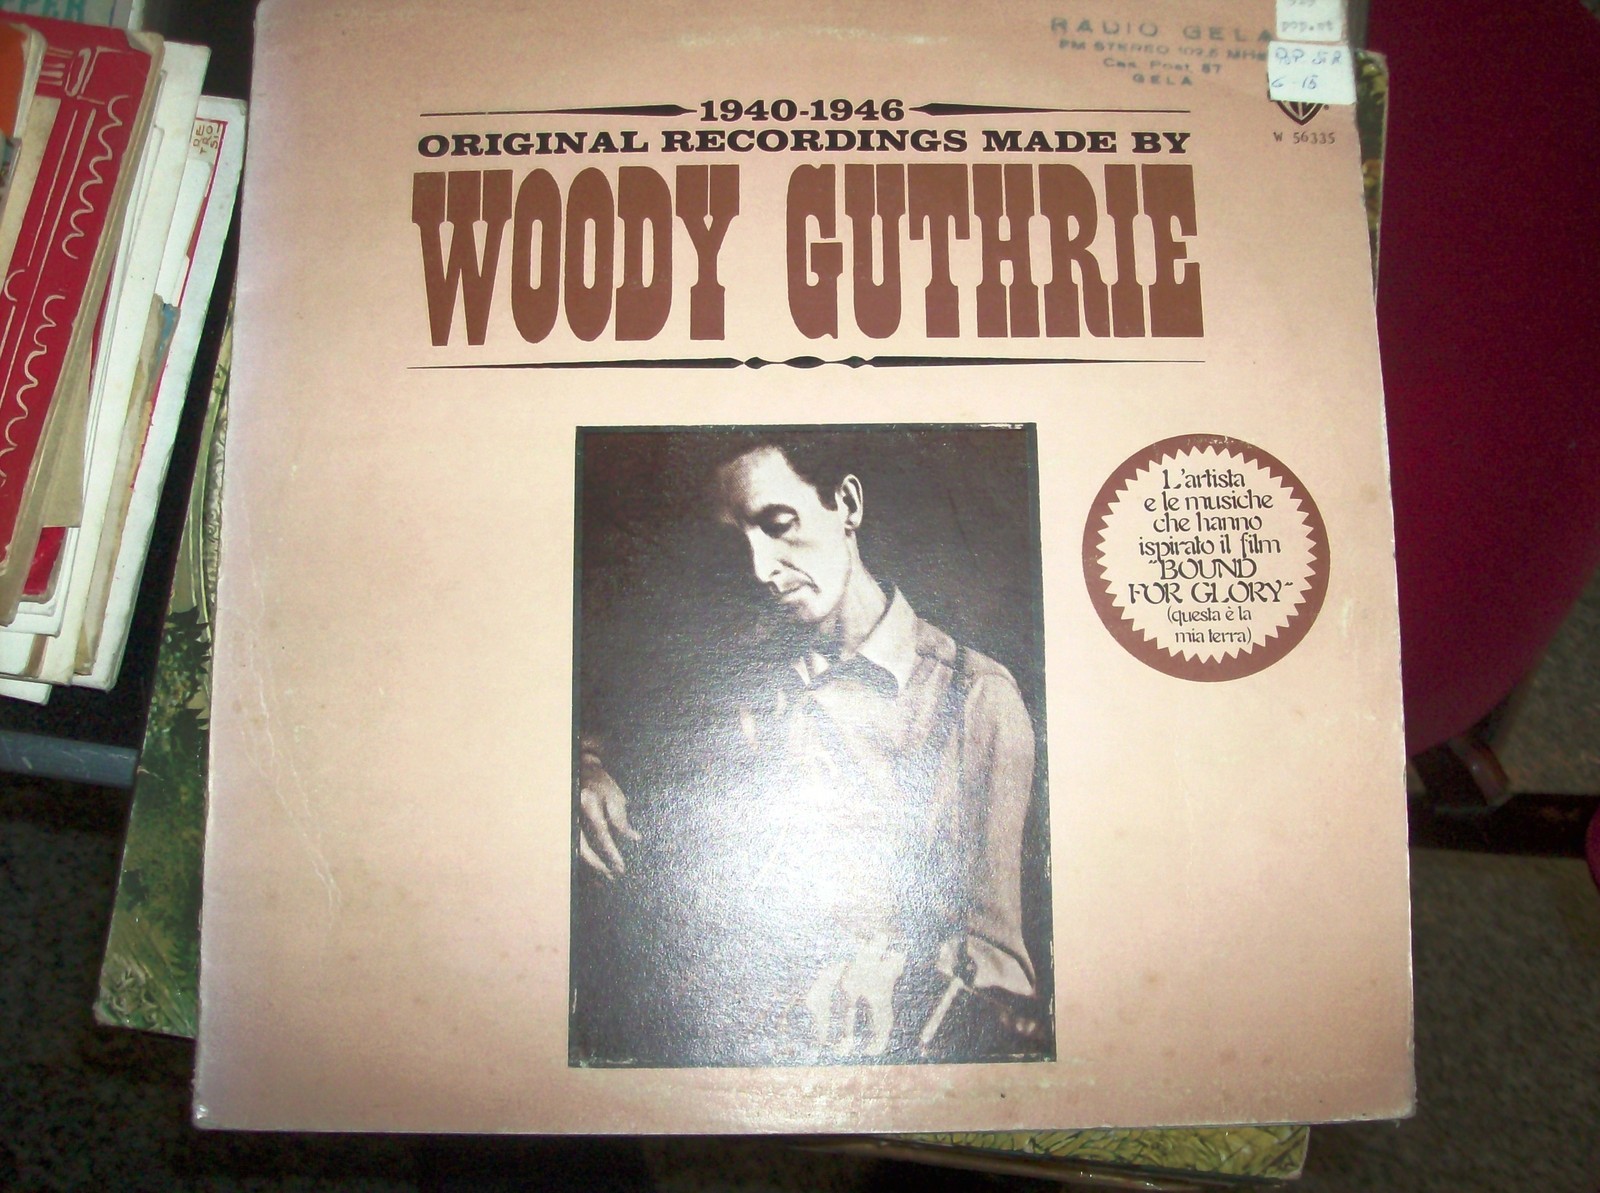 RADIO GELA
FM STEREO 102.5 MHz
Cas. Post. 87
GELA
1940-1946
ORIGINAL RECORDINGS MADE BY
WOODY GUTHRIE
W 56335
L'artista
e le musiche
che hanno
ispirato il film
"BOUND
FOR GLORY"
(questa è la
mia terra)